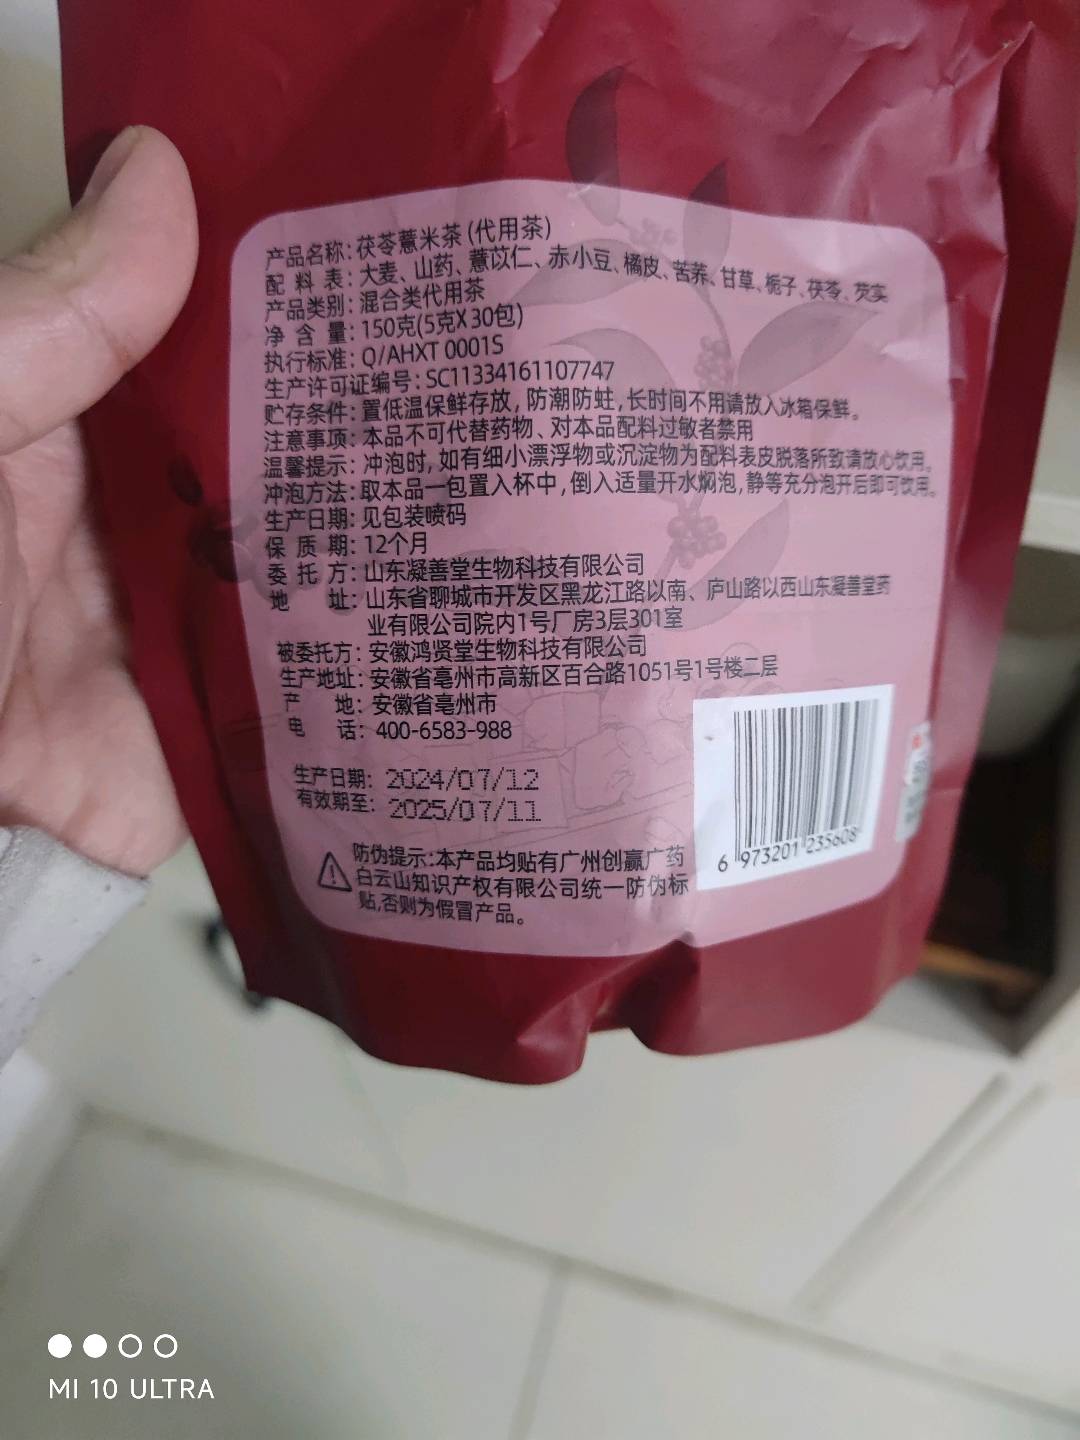 产品名称：茯苓薏米茶（代用茶）
配料表：大麦、山药、薏苡仁、赤小豆、橘皮、苦荞、甘草、栀子、茯苓、芡实
产品类别：混合类代用茶
净含量：150克(5克X30包)
执行标准：Q/AHXT 0001S
生产许可证编号：SC11334161107747
贮存条件：置低温保鲜存放，防潮防蛀，长时间不用请放入冰箱保鲜。
注意事项：本品不可代替药物、对本品配料过敏者禁用
温馨提示：冲泡时，如有细小漂浮物或沉淀物为配料表皮脱落所致请放心饮用。
冲泡方法：取本品一包置入杯中，倒入适量开水焖泡，静等充分泡开后即可饮用。
生产日期：见包装喷码
保质期：12个月
委托方：山东凝善堂生物科技有限公司
地址：山东省聊城市开发区黑龙江路以南、庐山路以西山东凝善堂药
业有限公司院内1号厂房3层301室
被委托方：安徽鸿贤堂生物科技有限公司
生产地址：安徽省亳州市高新区百合路1051号1号楼二层
产地：安徽省亳州市
电话：400-6583-988
生产日期：2024/07/12
有效期至：2025/07/11
防伪提示：本产品均贴有广州创赢广药
白云山知识产权有限公司统一防伪标
贴，否则为假冒产品。
6 973201 235608
MI 10 ULTRA